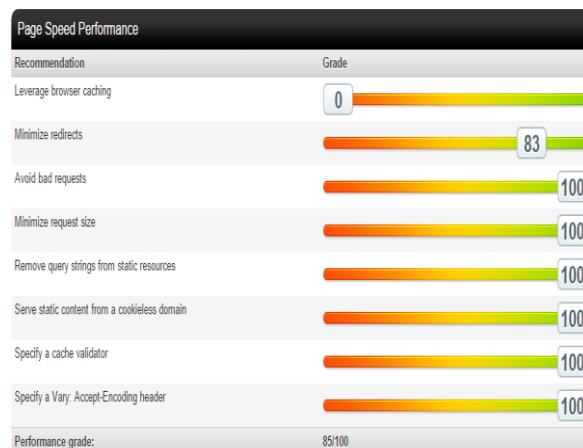 Page Speed Performance
Recommendation Grade
Leverage browser caching 0
Minimize redirects 83
Avoid bad requests 100
Minimize request size 100
Remove query strings from static resources 100
Serve static content from a cookieless domain 100
Specify a cache validator 100
Specify a Vary: Accept-Encoding header 100
Performance grade: 85/100